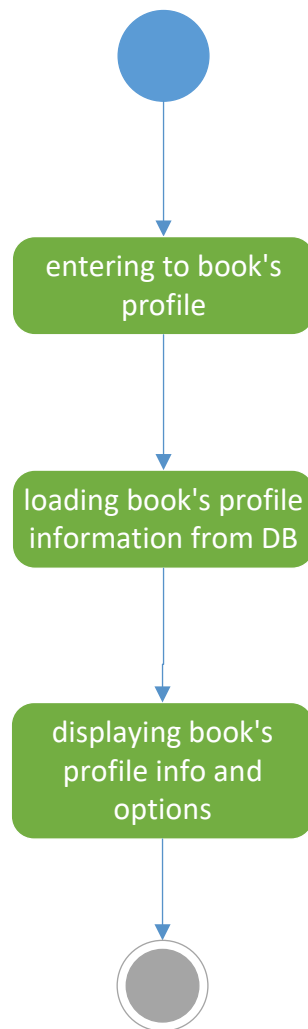 entering to book's
profile
loading book's profile
information from DB
displaying book's
profile info and
options